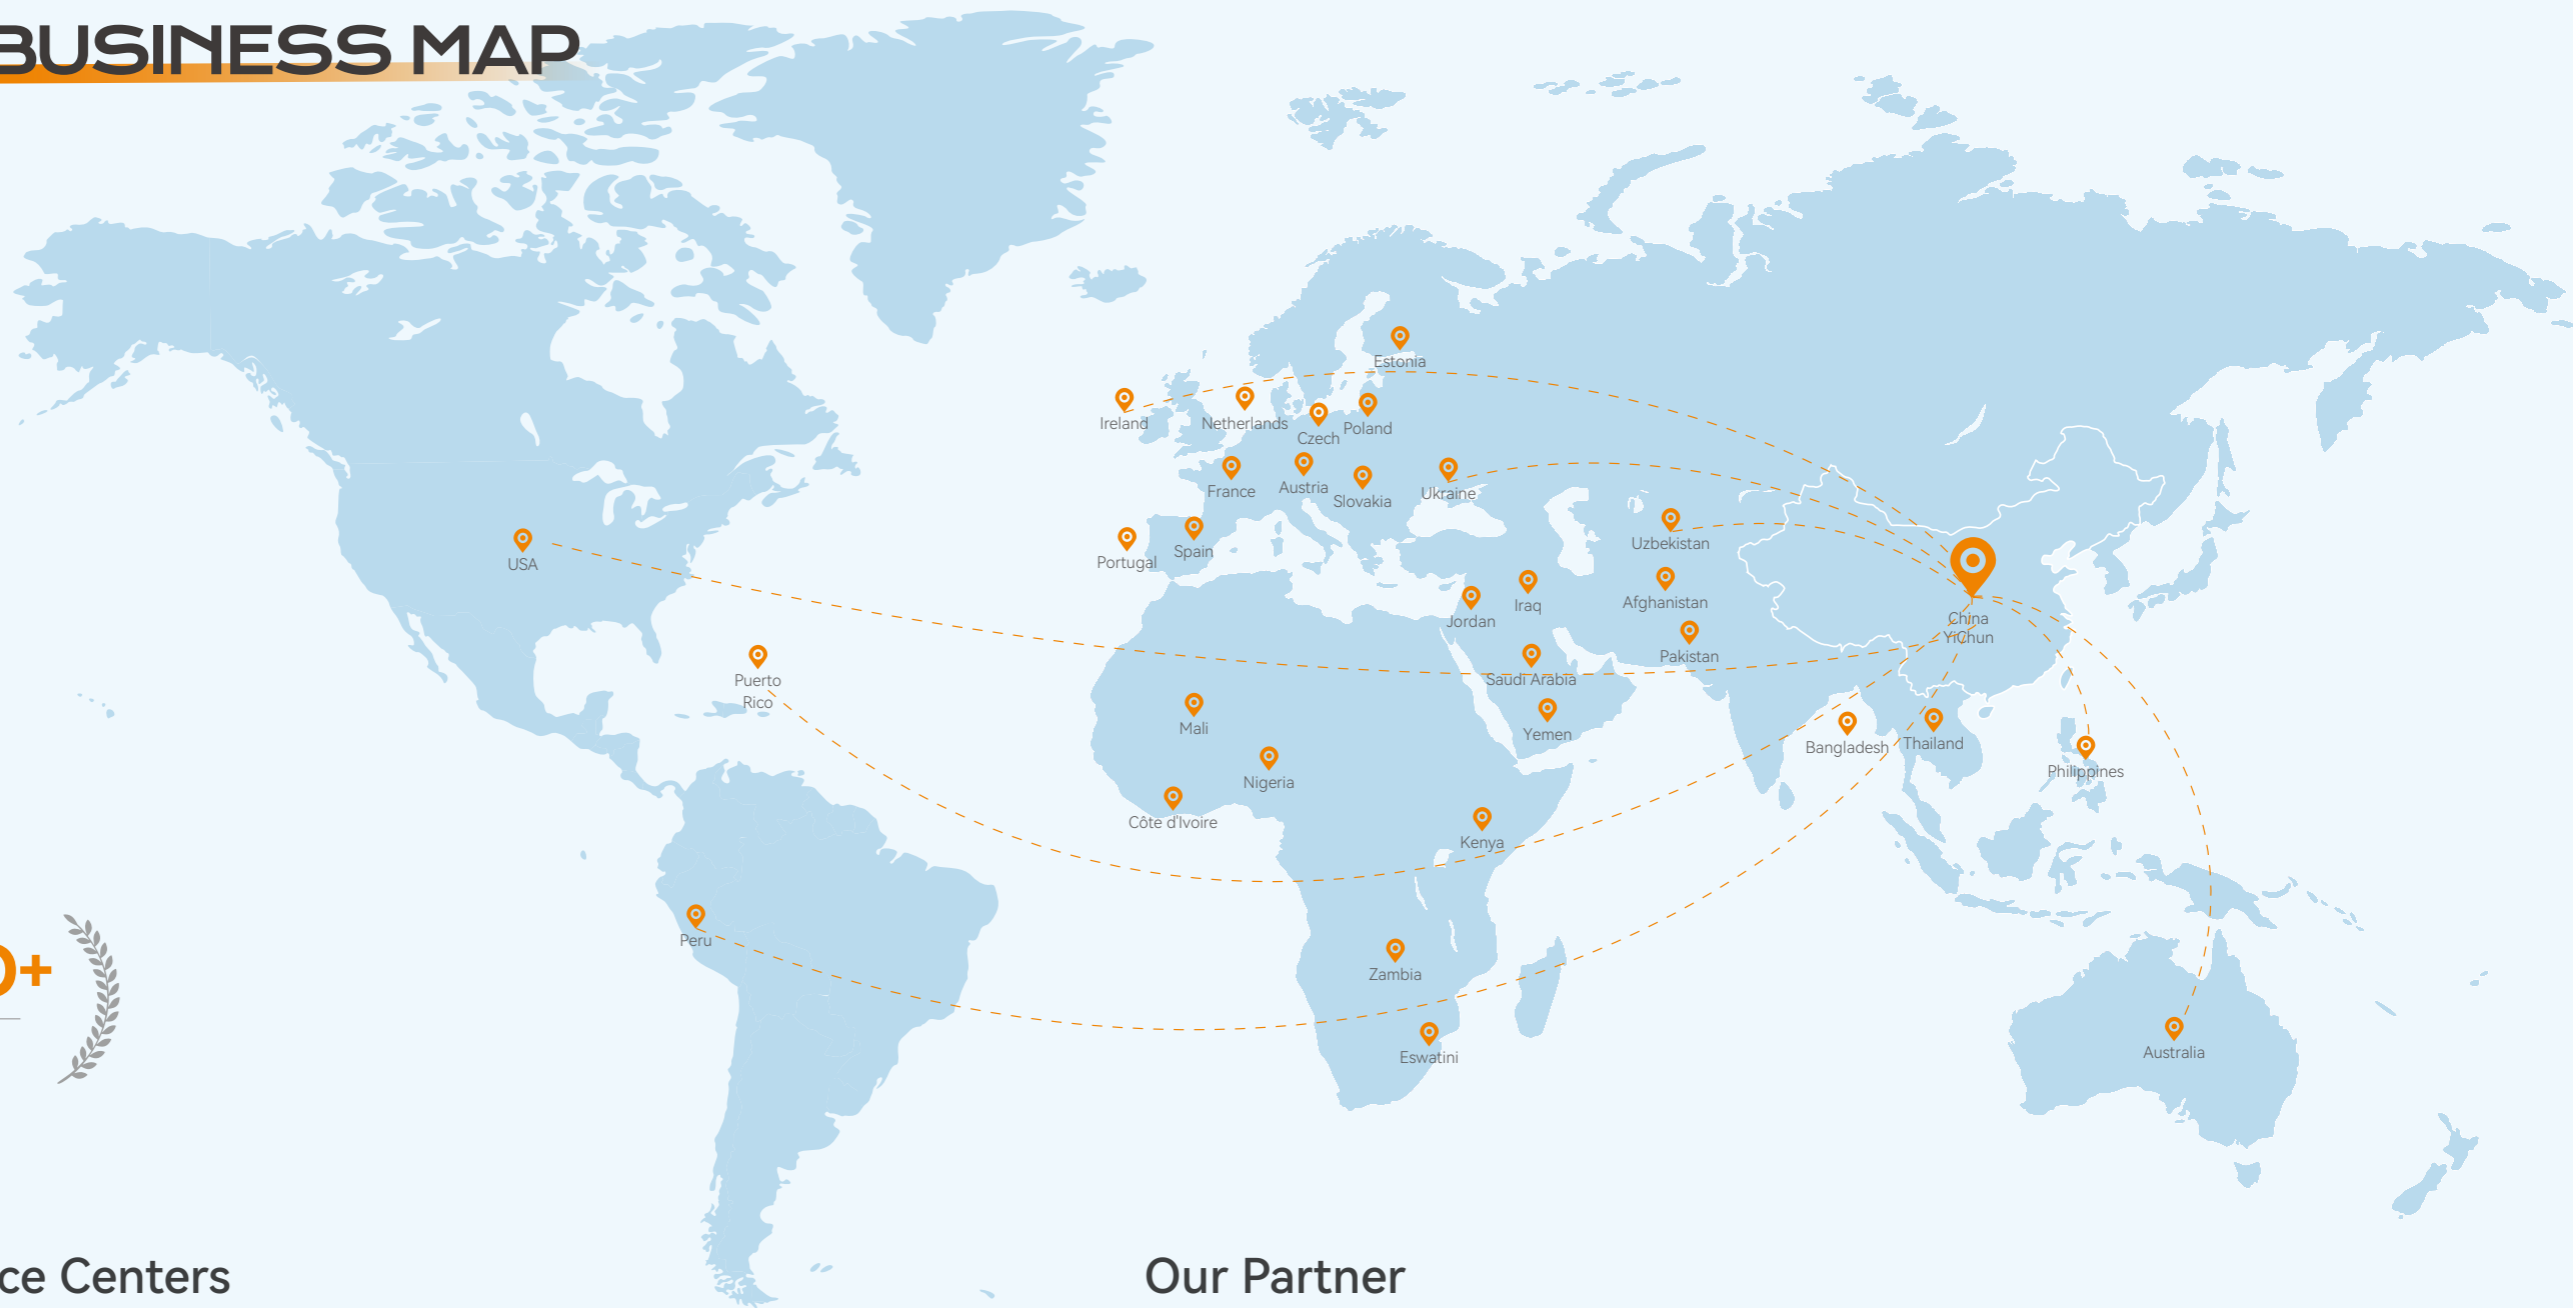 BUSINESS MAP
Estonia
Ireland
Netherlands
Czech
Poland
France
Austria
Slovakia
Ukraine
Portugal
Spain
USA
Uzbekistan
Iraq
Afghanistan
Jordan
China
YiChun
Pakistan
Puerto
Rico
Saudi Arabia
Mali
Yemen
Bangladesh
Thailand
Philippines
Nigeria
Côte d'Ivoire
Kenya
Peru
Zambia
0+
Australia
Eswatini
ce Centers
Our Partner